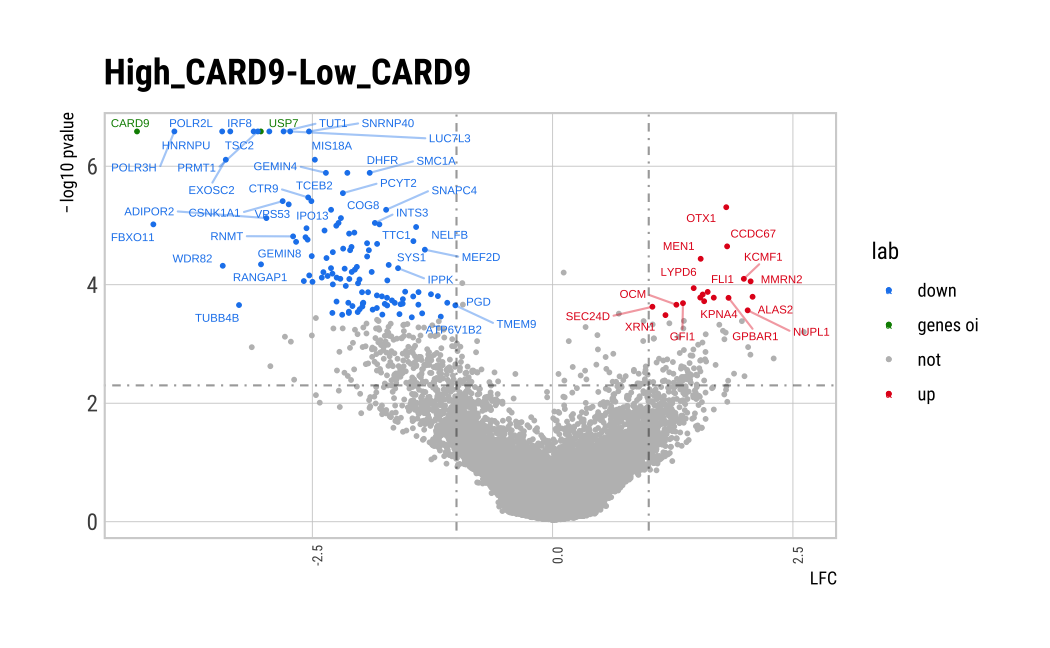 High_CARD9-Low_CARD9
− log10 pvalue
CARD9 POLR2L IRF8 USP7 TUT1 SNRNP40
HNRNPU TSC2 MIS18A LUC7L3
POLR3H PRMT1 GEMIN4 DHFR SMC1A
6
EXOSC2 CTR9 TCEB2 PCYT2 SNAPC4
ADIPOR2 CSNK1A1 VPS53 IPO13 COG8 INTS3
OTX1
FBXO11 RNMT TTC1 NELFB
CCDC67
WDR82 GEMIN8 SYS1 MEF2D
MEN1 KCMF1
RANGAP1 IPPK
LYPD6 FLI1 MMRN2
4
OCM
TUBB4B PGD
SEC24D KPNA4 ALAS2
ATP6V1B2 TMEM9
XRN1 GFI1 GPBAR1 NUPL1
2
0
-2.5 0.0 2.5
LFC
lab
down
genes oi
not
up